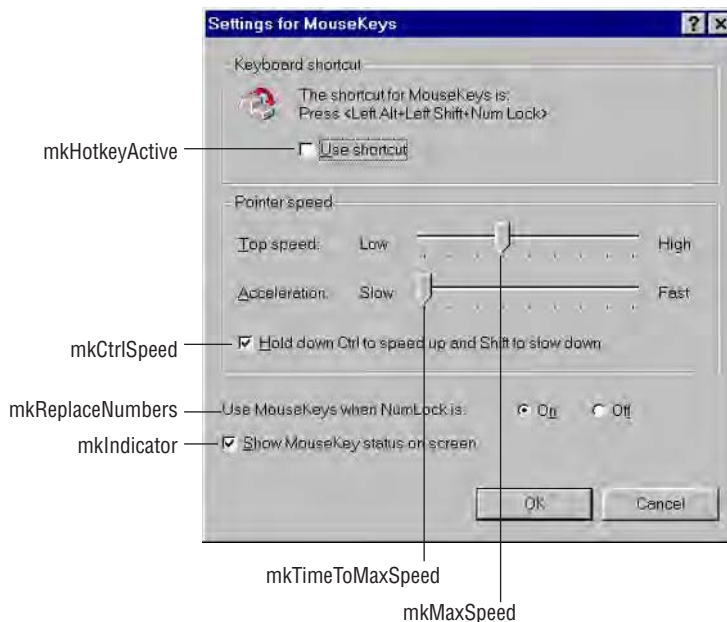 Settings for MouseKeys
Keyboard shortcut
The shortcut for MouseKeys is:
Press <Left Alt+Left Shift+Num Lock>
mkHotkeyActive
Use shortcut
Pointer speed
Top speed: Low High
Acceleration: Slow Fast
mkCtrlSpeed
Hold down Ctrl to speed up and Shift to slow down
mkReplaceNumbers
Use MouseKeys when NumLock is: On Off
mkIndicator
Show MouseKey status on screen
OK Cancel
mkTimeToMaxSpeed
mkMaxSpeed